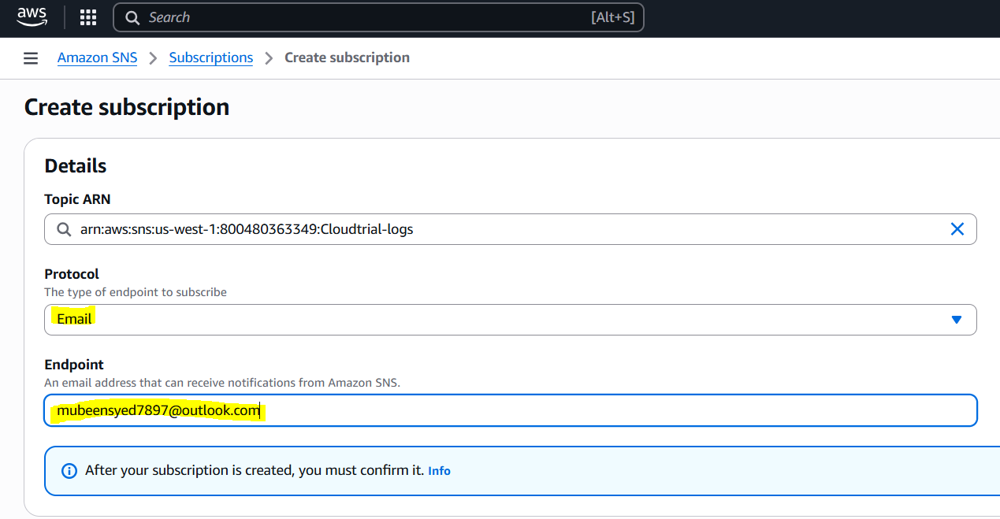 aws Search [Alt+S]
Amazon SNS > Subscriptions > Create subscription
Create subscription
Details
Topic ARN
arn:aws:sns:us-west-1:800480363349:Cloudtrial-logs
Protocol
The type of endpoint to subscribe
Email
Endpoint
An email address that can receive notifications from Amazon SNS.
mubeensyed7897@outlook.com
After your subscription is created, you must confirm it. Info